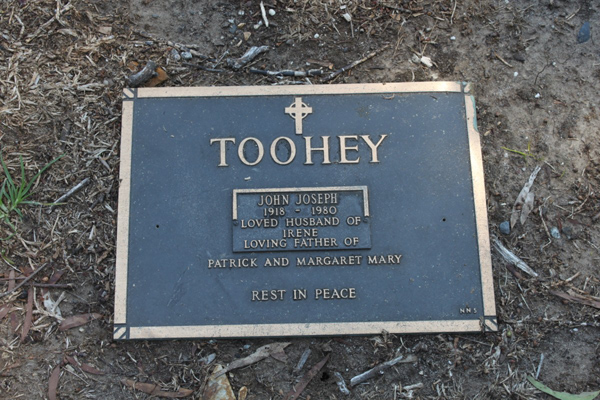 TOOHEY
JOHN JOSEPH
1918 - 1980
LOVED HUSBAND OF
IRENE
LOVING FATHER OF
PATRICK AND MARGARET MARY
REST IN PEACE
NNS